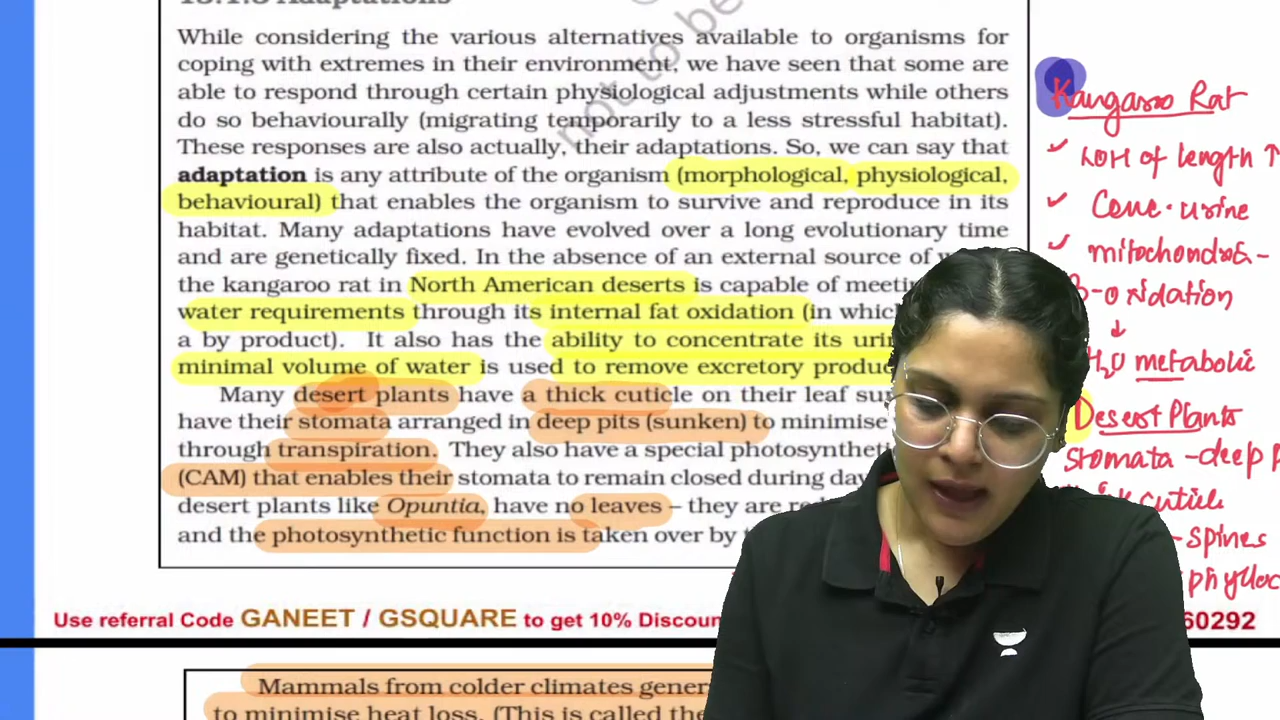 13.1.3 Adaptations
While considering the various alternatives available to organisms for
coping with extremes in their environment, we have seen that some are
able to respond through certain physiological adjustments while others
do so behaviourally (migrating temporarily to a less stressful habitat).
These responses are also actually, their adaptations. So, we can say that
adaptation is any attribute of the organism (morphological, physiological,
behavioural) that enables the organism to survive and reproduce in its
habitat. Many adaptations have evolved over a long evolutionary time
and are genetically fixed. In the absence of an external source of
the kangaroo rat in North American deserts is capable of
water requirements through its internal fat oxidation (in
a by product). It also has the ability to concentrate its
minimal volume of water is used to remove excretory
Many desert plants have a thick cuticle on their leaf
have their stomata arranged in deep pits (sunken) to minimise
through transpiration. They also have a special
(CAM) that enables their stomata to remain closed during
desert plants like Opuntia, have no leaves – they are
and the photosynthetic function is taken over by
not to be
Kangaroo Rat
✓ LOH of length ↑
✓ Conc. urine
✓ mitochondria-
β-oxidation
↓
H₂O metabolic
Desert Plants
Stomata - deep
cuticle
- spines
Use referral Code GANEET / GSQUARE to get 10%
60292
Mammals from colder climates
to minimise heat loss. (This is called the